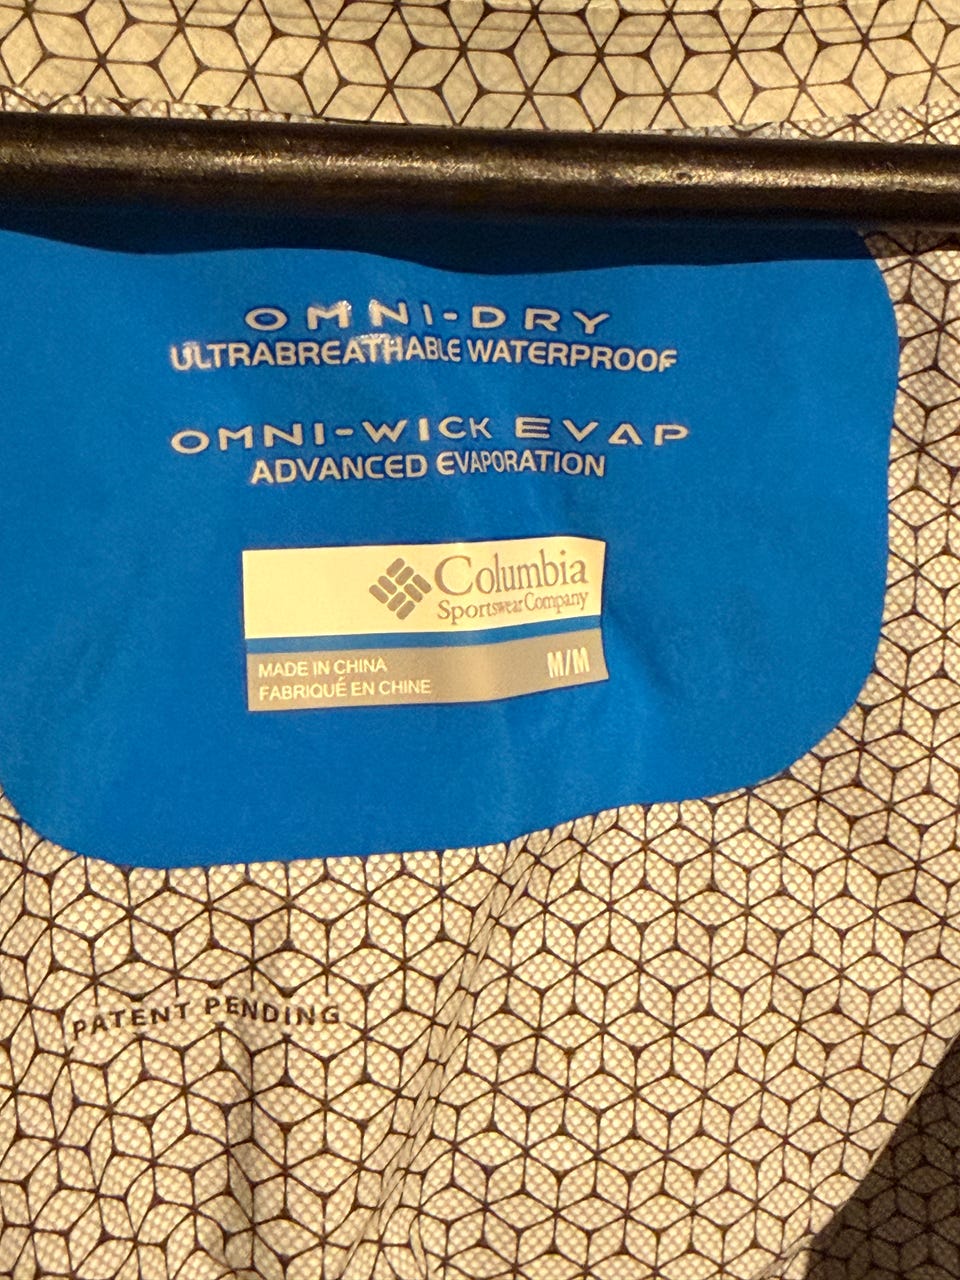 OMNI-DRY
ULTRABREATHABLE WATERPROOF
OMNI-WICK EVAP
ADVANCED EVAPORATION
Columbia
Sportswear Company
MADE IN CHINA
FABRIQUÉ EN CHINE
M/M
PATENT PENDING